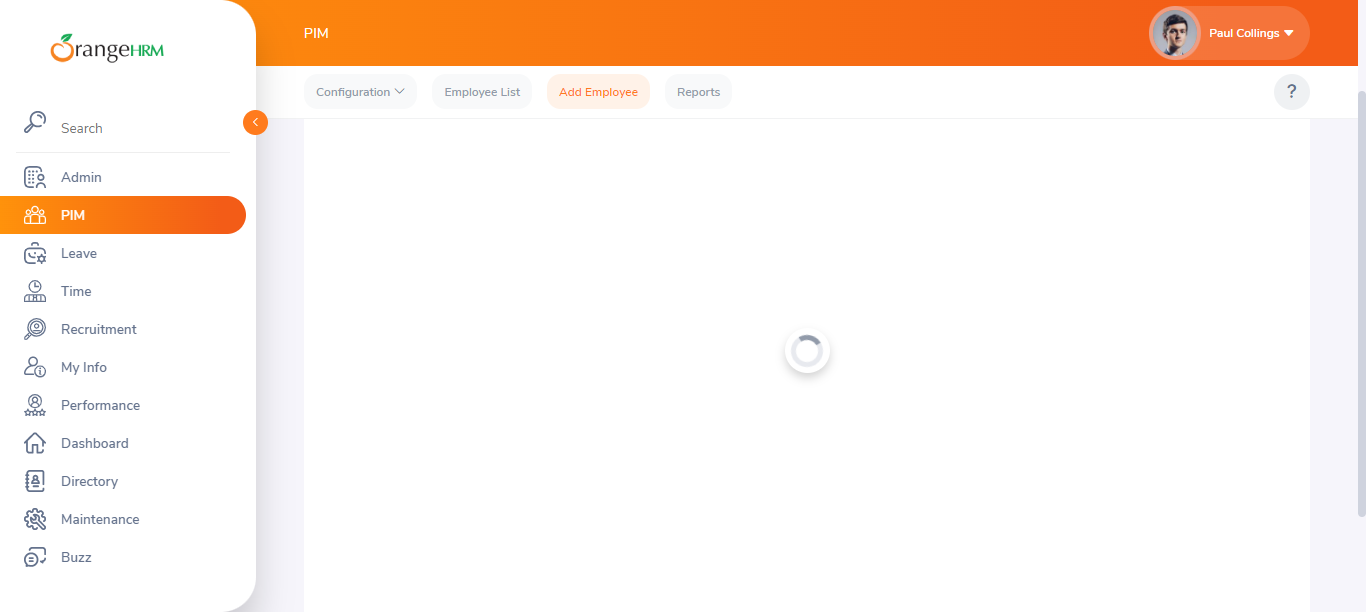 OrangeHRM
PIM
Paul Collings
Configuration
Employee List
Add Employee
Reports
?
Search
Admin
PIM
Leave
Time
Recruitment
My Info
Performance
Dashboard
Directory
Maintenance
Buzz